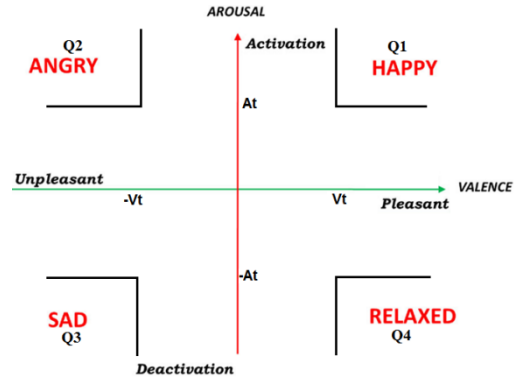 AROUSAL
Q2
ANGRY
Activation
Q1
HAPPY
At
Unpleasant
-Vt
Vt
Pleasant
VALENCE
-At
SAD
Q3
RELAXED
Q4
Deactivation